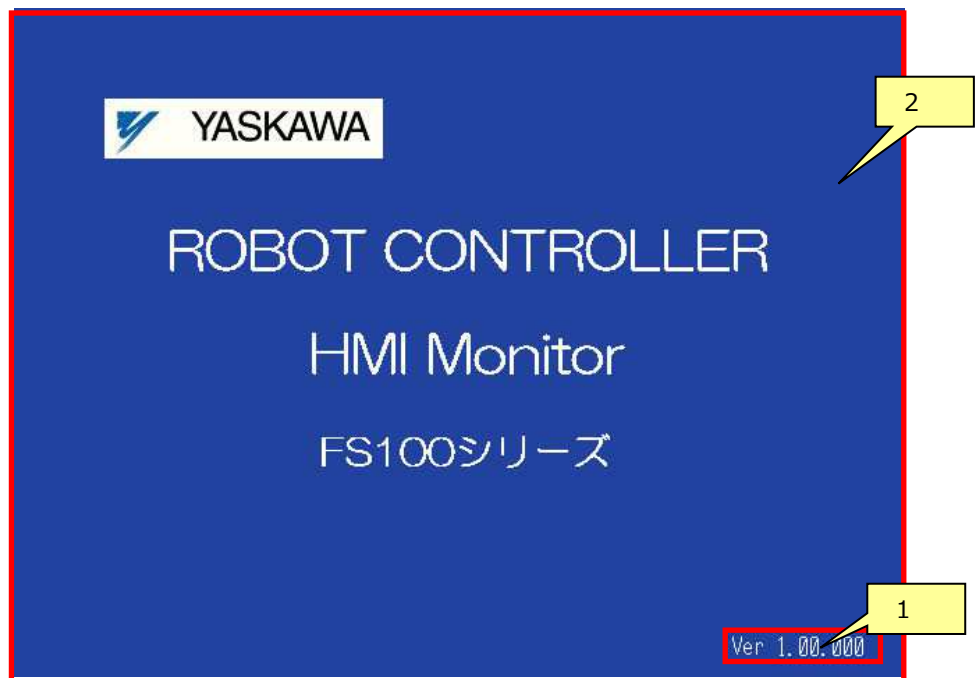 2
YASKAWA
ROBOT CONTROLLER
HMI Monitor
FS100シリーズ
1
Ver 1.00.000